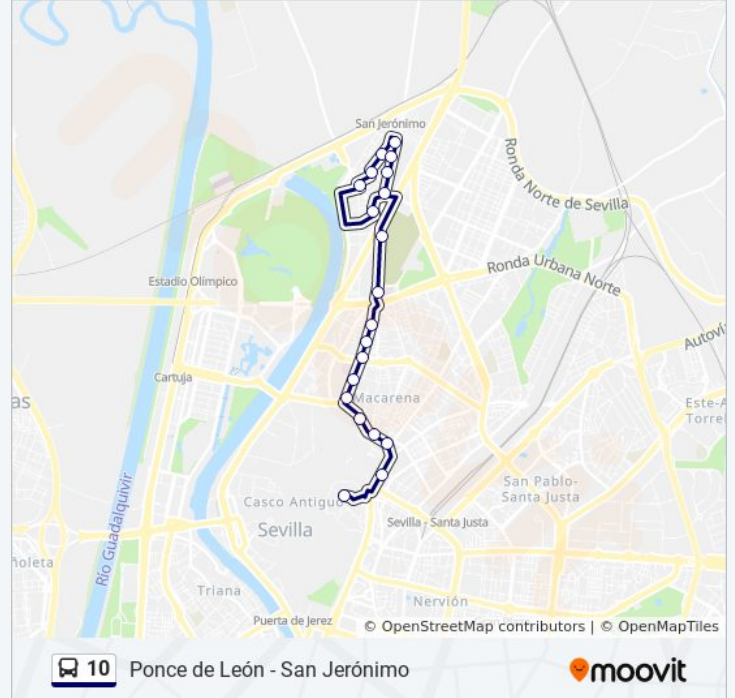 San Jerónimo
Ronda Norte de Sevilla
Ronda Urbana Norte
Estadio Olímpico
Autoví
Cartuja
Macarena
as
Este-A
Torre
San Pablo-
Santa Justa
Casco Antiguo
Sevilla - Santa Justa
Sevilla
Río Guadalquivir
ñoleta
Triana
Nervión
Puerta de Jerez
© OpenStreetMap contributors | © OpenMapTiles
10 Ponce de León - San Jerónimo
moovit